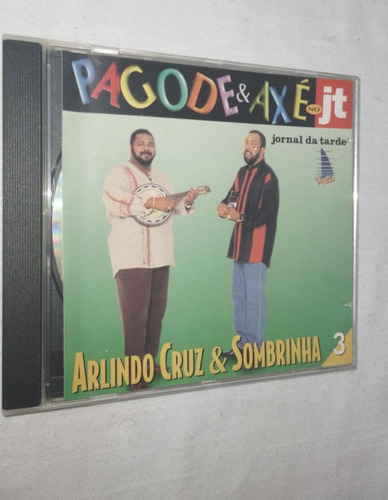 PAGODE & AXÉ NO jt
jornal da tarde
ARLINDO CRUZ & SOMBRINHA 3